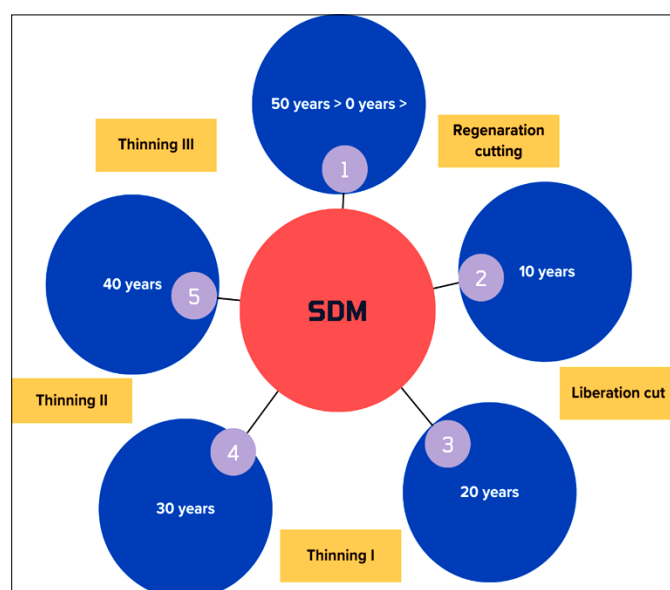 50 years > 0 years >
1
Thinning III
Regenaration
cutting
2
10 years
40 years
5
SDM
Thinning II
Liberation cut
3
4
20 years
30 years
Thinning I